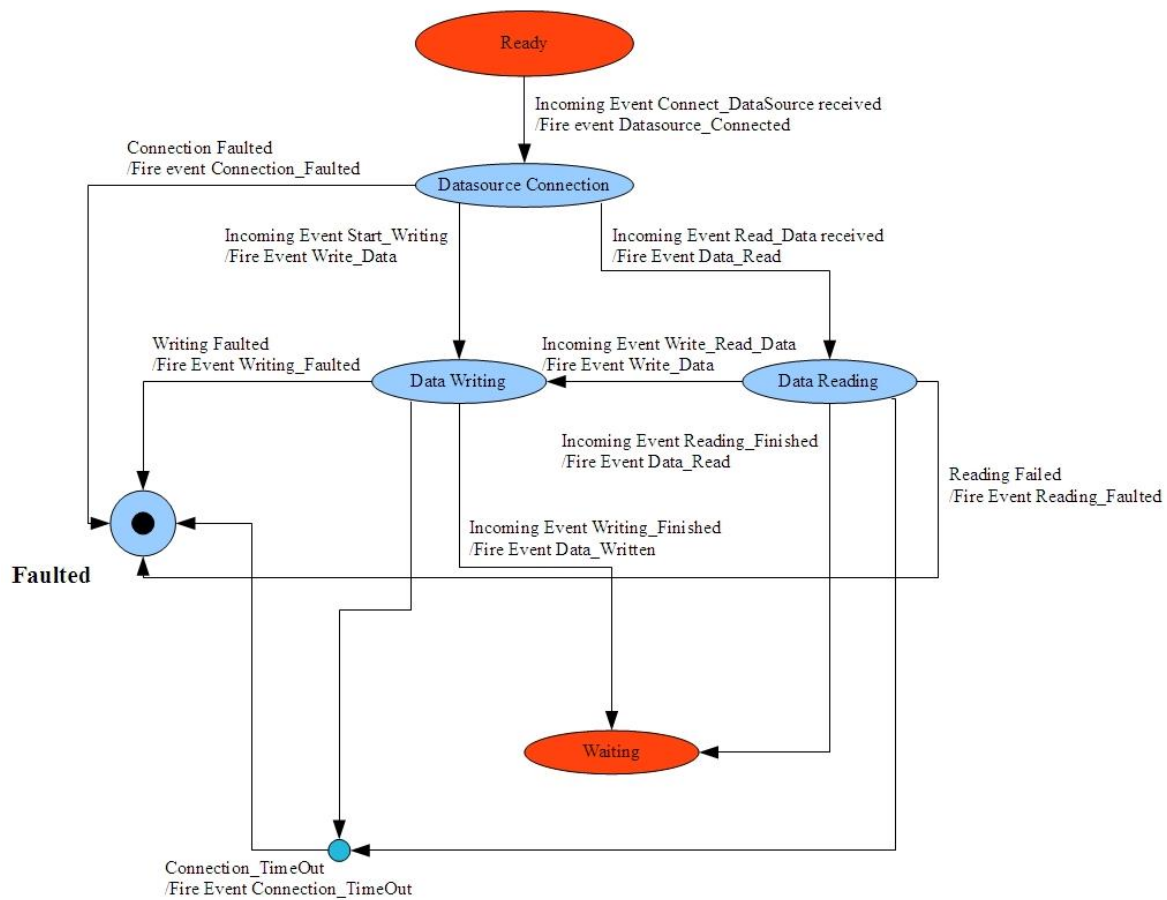 Ready
Incoming Event Connect_DataSource received
/Fire event Datasource_Connected
Connection Faulted
/Fire event Connection_Faulted
Datasource Connection
Incoming Event Start_Writing
/Fire Event Write_Data
Incoming Event Read_Data received
/Fire Event Data_Read
Writing Faulted
/Fire Event Writing_Faulted
Incoming Event Write_Read_Data
/Fire Event Write_Data
Data Writing
Data Reading
Incoming Event Reading_Finished
/Fire Event Data_Read
Reading Failed
/Fire Event Reading_Faulted
Incoming Event Writing_Finished
/Fire Event Data_Written
Faulted
Waiting
Connection_TimeOut
/Fire Event Connection_TimeOut